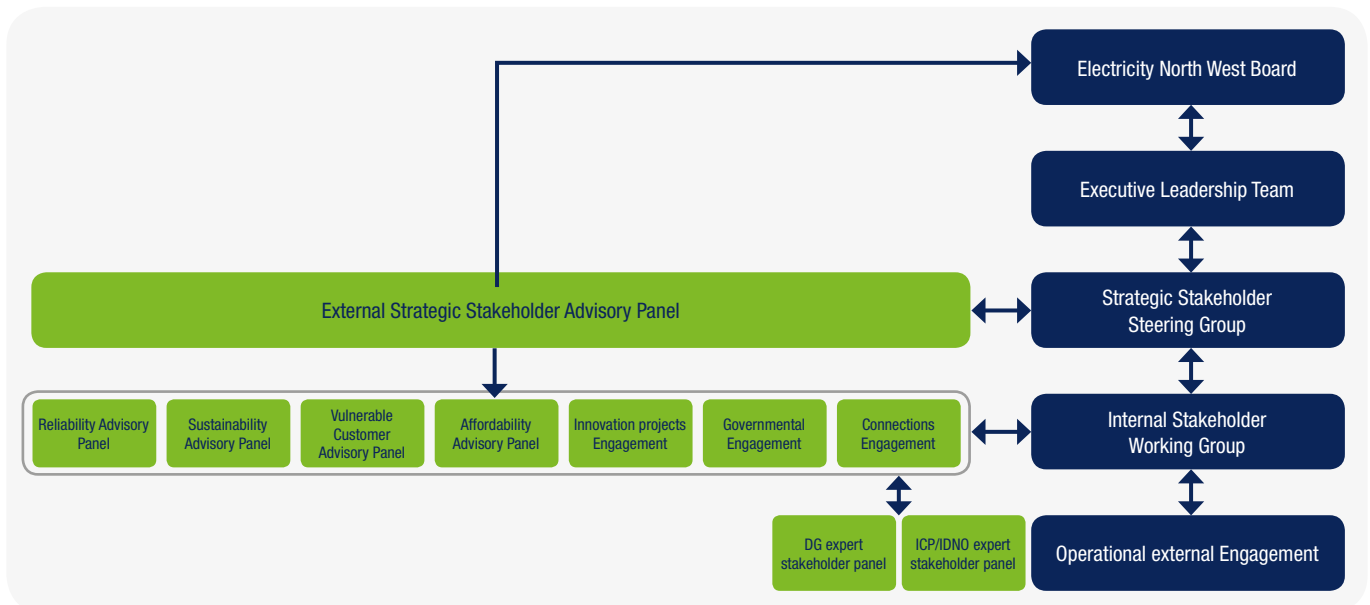 Electricity North West Board
Executive Leadership Team
External Strategic Stakeholder Advisory Panel
Strategic Stakeholder
Steering Group
Reliability Advisory
Panel
Sustainability
Advisory Panel
Vulnerable
Customer
Advisory Panel
Affordability
Advisory Panel
Innovation projects
Engagement
Governmental
Engagement
Connections
Engagement
Internal Stakeholder
Working Group
DG expert
stakeholder panel
ICP/IDNO expert
stakeholder panel
Operational external Engagement